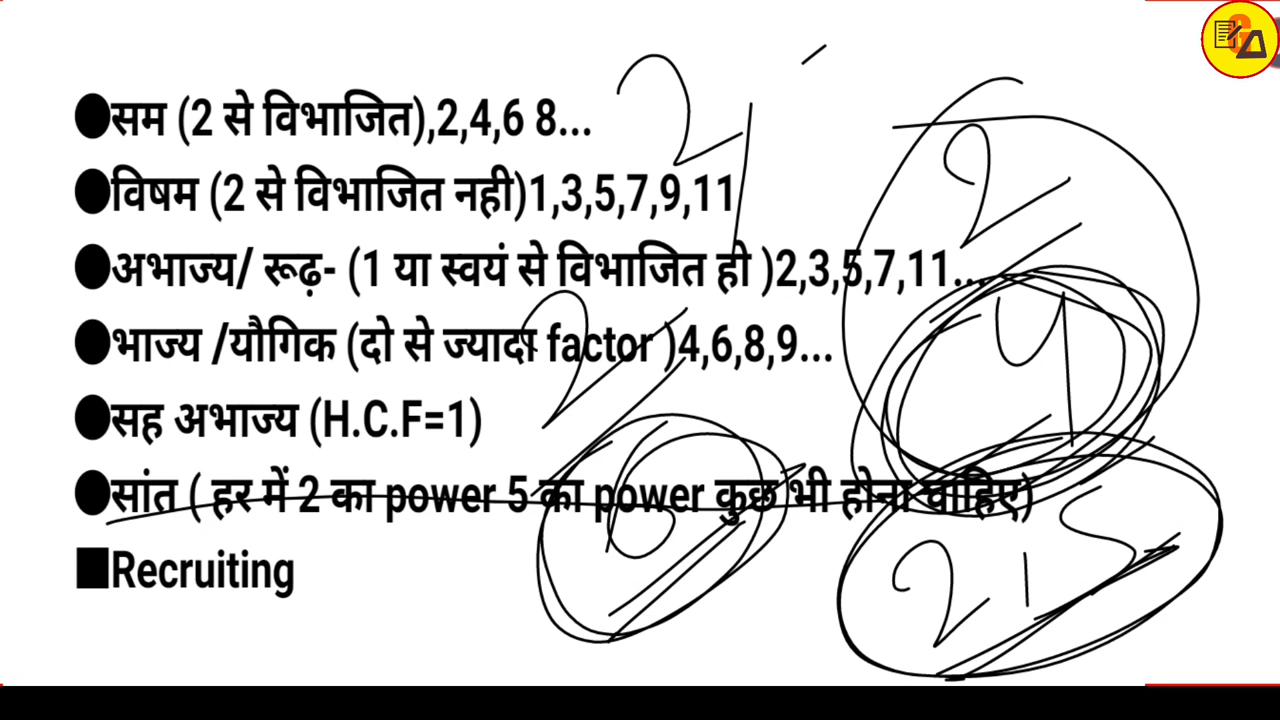 ●सम (2 से विभाजित),2,4,6 8...
●विषम (2 से विभाजित नही)1,3,5,7,9,11
●अभाज्य/ रूढ़- (1 या स्वयं से विभाजित हो )2,3,5,7,11...
●भाज्य /यौगिक (दो से ज्यादा factor )4,6,8,9...
●सह अभाज्य (H.C.F=1)
●सांत ( हर में 2 का power 5 का power कुछ भी होना चाहिए)
■Recruiting